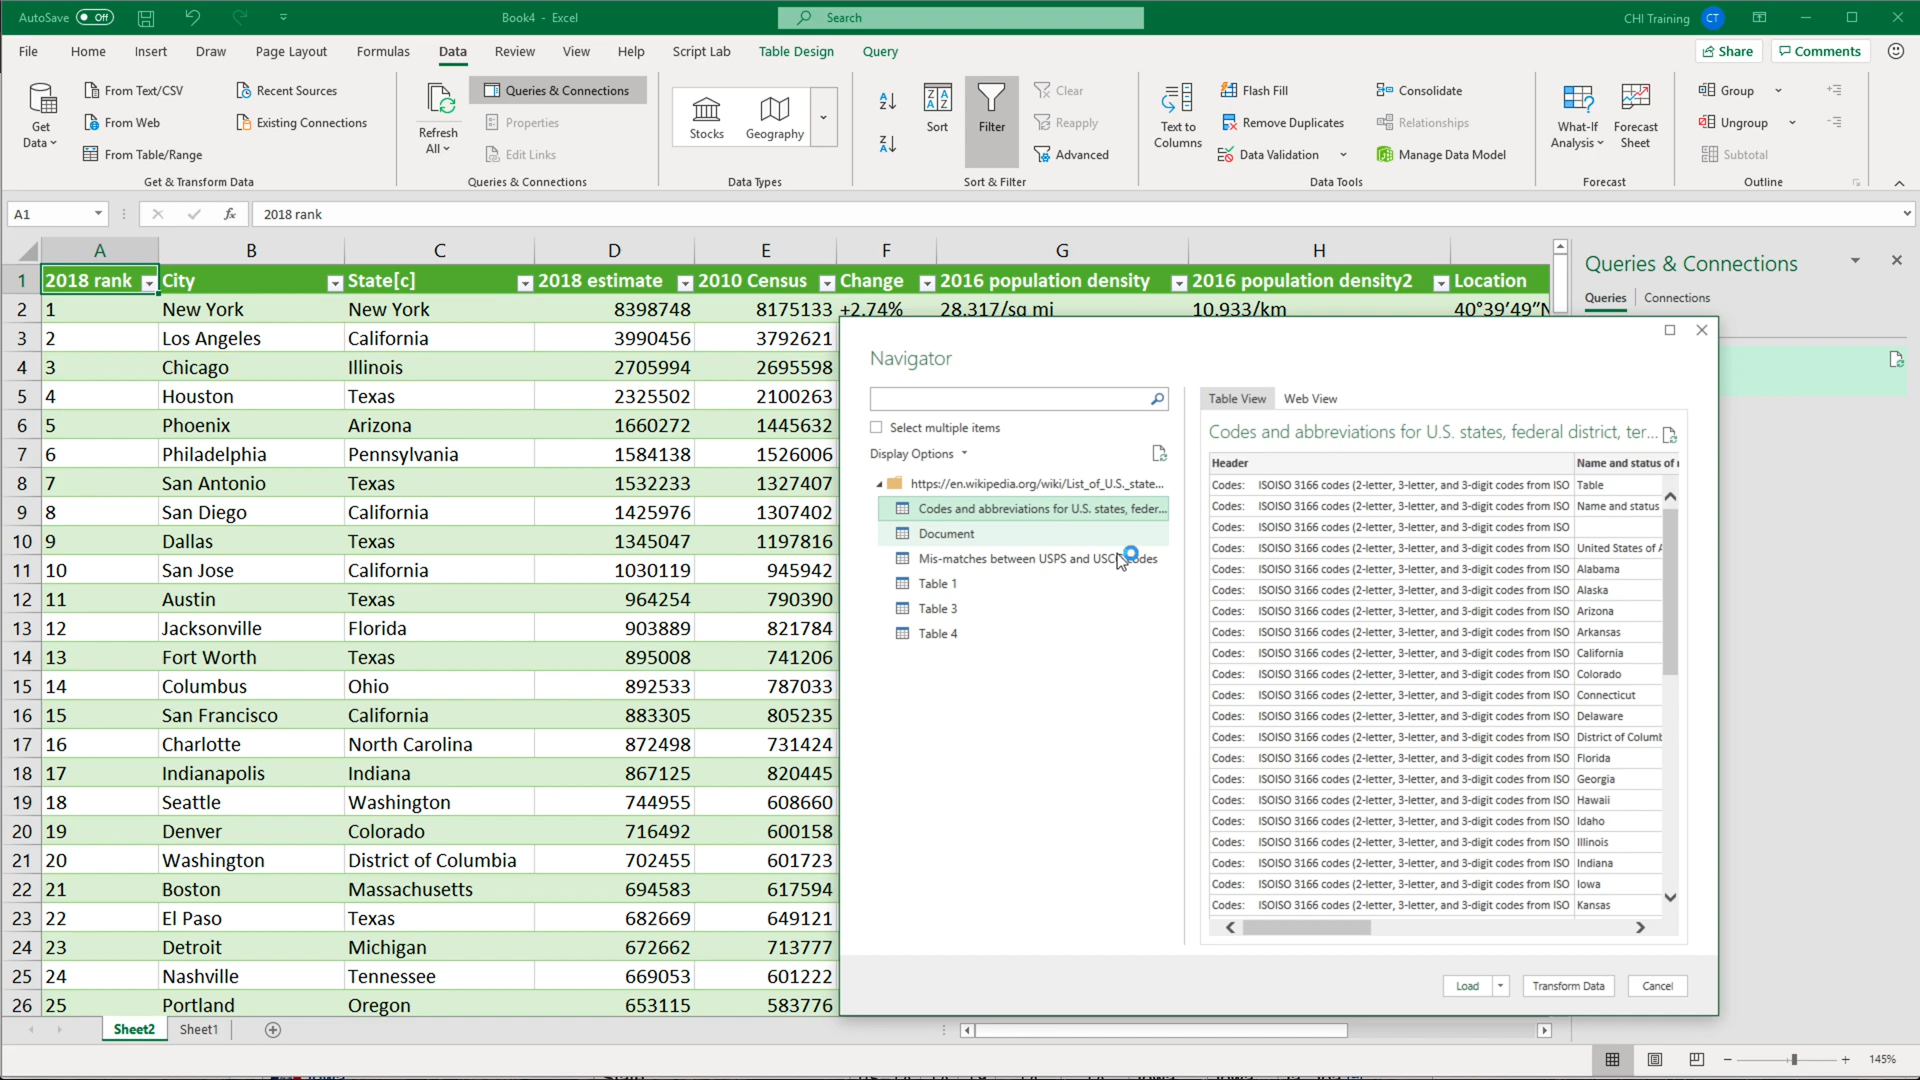 AutoSave Off Book4 - Excel Search CHI Training CT
File Home Insert Draw Page Layout Formulas Data Review View Help Script Lab Table Design Query Share Comments
Get Data
From Text/CSV
From Web
From Table/Range
Recent Sources
Existing Connections
Get & Transform Data
Refresh All
Queries & Connections
Properties
Edit Links
Queries & Connections
Stocks Geography
Data Types
Sort Filter
Clear
Reapply
Advanced
Sort & Filter
Text to Columns
Flash Fill
Remove Duplicates
Data Validation
Consolidate
Relationships
Manage Data Model
Data Tools
What-If Analysis
Forecast Sheet
Forecast
Group
Ungroup
Subtotal
Outline
A1 fx 2018 rank
A B C D E F G H
1 2018 rank City State[c] 2018 estimate 2010 Census Change 2016 population density 2016 population density2 Location
2 1 New York New York 8398748 8175133 +2.74% 28,317/sq mi 10,933/km 40°39′49″N
3 2 Los Angeles California 3990456 3792621
4 3 Chicago Illinois 2705994 2695598
5 4 Houston Texas 2325502 2100263
6 5 Phoenix Arizona 1660272 1445632
7 6 Philadelphia Pennsylvania 1584138 1526006
8 7 San Antonio Texas 1532233 1327407
9 8 San Diego California 1425976 1307402
10 9 Dallas Texas 1345047 1197816
11 10 San Jose California 1030119 945942
12 11 Austin Texas 964254 790390
13 12 Jacksonville Florida 903889 821784
14 13 Fort Worth Texas 895008 741206
15 14 Columbus Ohio 892533 787033
16 15 San Francisco California 883305 805235
17 16 Charlotte North Carolina 872498 731424
18 17 Indianapolis Indiana 867125 820445
19 18 Seattle Washington 744955 608660
20 19 Denver Colorado 716492 600158
21 20 Washington District of Columbia 702455 601723
22 21 Boston Massachusetts 694583 617594
23 22 El Paso Texas 682669 649121
24 23 Detroit Michigan 672662 713777
25 24 Nashville Tennessee 669053 601222
26 25 Portland Oregon 653115 583776
Queries & Connections
Queries Connections
Navigator
Select multiple items
Display Options
https://en.wikipedia.org/wiki/List_of_U.S._state...
Codes and abbreviations for U.S. states, feder...
Document
Mis-matches between USPS and
Table 1
Table 3
Table 4
Table View Web View
Codes and abbreviations for U.S. states, federal district, ter...
Header Name and status of
Codes: ISOISO 3166 codes (2-letter, 3-letter, and 3-digit codes from ISO Table
Codes: ISOISO 3166 codes (2-letter, 3-letter, and 3-digit codes from ISO Name and status
Codes: ISOISO 3166 codes (2-letter, 3-letter, and 3-digit codes from ISO
Codes: ISOISO 3166 codes (2-letter, 3-letter, and 3-digit codes from ISO United States of
Codes: ISOISO 3166 codes (2-letter, 3-letter, and 3-digit codes from ISO Alabama
Codes: ISOISO 3166 codes (2-letter, 3-letter, and 3-digit codes from ISO Alaska
Codes: ISOISO 3166 codes (2-letter, 3-letter, and 3-digit codes from ISO Arizona
Codes: ISOISO 3166 codes (2-letter, 3-letter, and 3-digit codes from ISO Arkansas
Codes: ISOISO 3166 codes (2-letter, 3-letter, and 3-digit codes from ISO California
Codes: ISOISO 3166 codes (2-letter, 3-letter, and 3-digit codes from ISO Colorado
Codes: ISOISO 3166 codes (2-letter, 3-letter, and 3-digit codes from ISO Connecticut
Codes: ISOISO 3166 codes (2-letter, 3-letter, and 3-digit codes from ISO Delaware
Codes: ISOISO 3166 codes (2-letter, 3-letter, and 3-digit codes from ISO District of Columb
Codes: ISOISO 3166 codes (2-letter, 3-letter, and 3-digit codes from ISO Florida
Codes: ISOISO 3166 codes (2-letter, 3-letter, and 3-digit codes from ISO Georgia
Codes: ISOISO 3166 codes (2-letter, 3-letter, and 3-digit codes from ISO Hawaii
Codes: ISOISO 3166 codes (2-letter, 3-letter, and 3-digit codes from ISO Idaho
Codes: ISOISO 3166 codes (2-letter, 3-letter, and 3-digit codes from ISO Illinois
Codes: ISOISO 3166 codes (2-letter, 3-letter, and 3-digit codes from ISO Indiana
Codes: ISOISO 3166 codes (2-letter, 3-letter, and 3-digit codes from ISO Iowa
Codes: ISOISO 3166 codes (2-letter, 3-letter, and 3-digit codes from ISO Kansas
Load Transform Data Cancel
Sheet2 Sheet1
145%